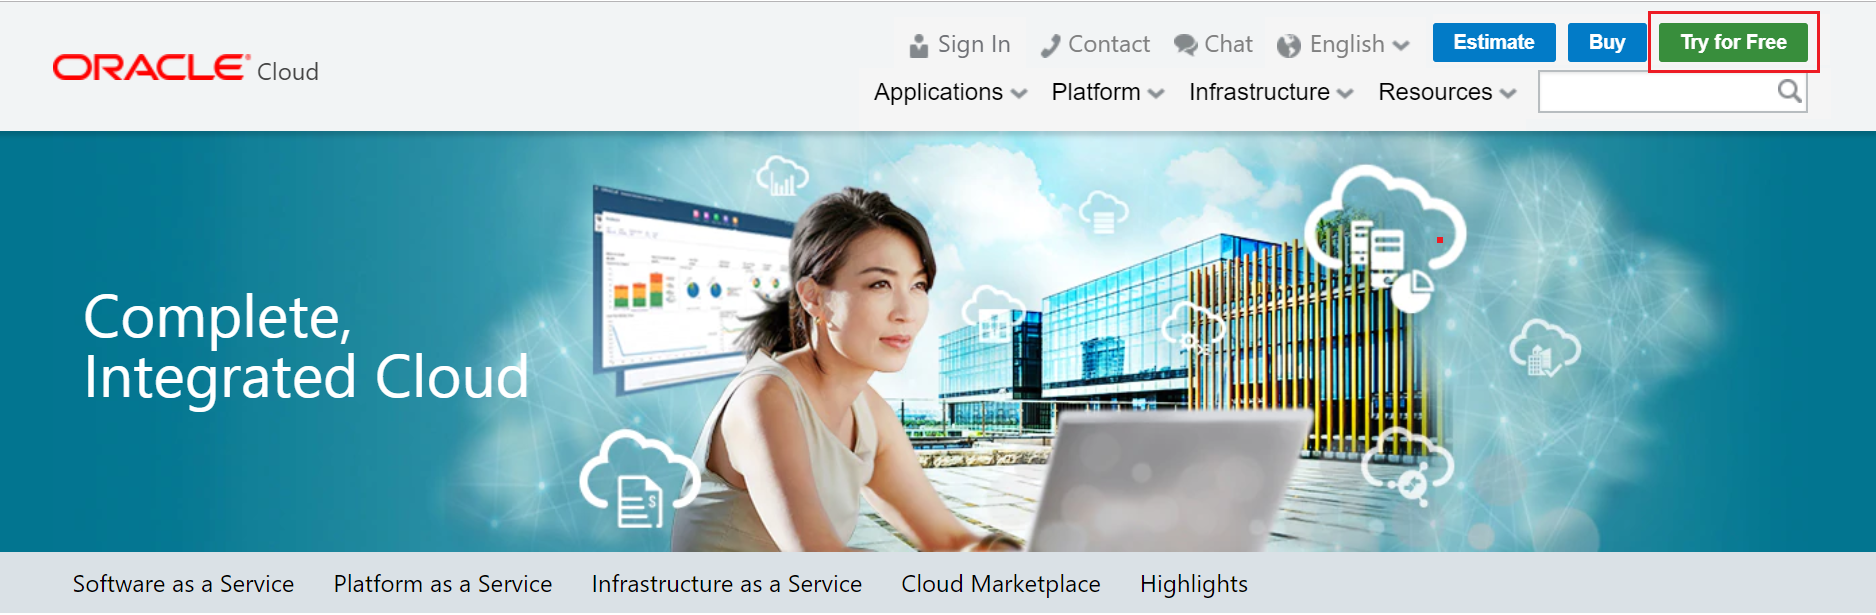 ORACLE® Cloud
Sign In Contact Chat English Estimate Buy Try for Free
Applications Platform Infrastructure Resources
Complete,
Integrated Cloud
$
Software as a Service Platform as a Service Infrastructure as a Service Cloud Marketplace Highlights